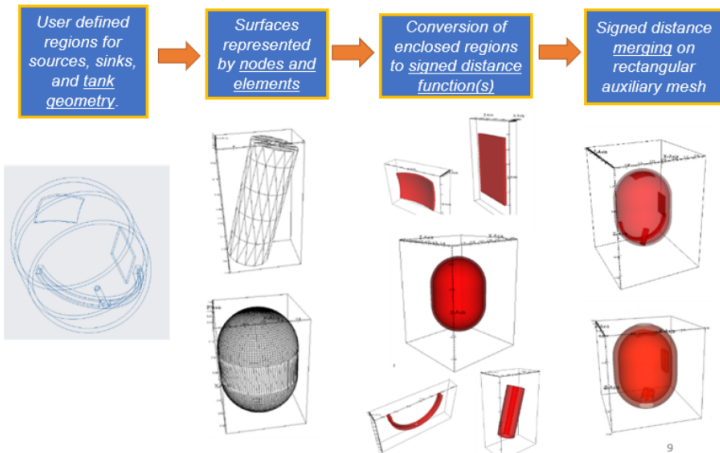 User defined
regions for
sources, sinks,
and tank
geometry.
Surfaces
represented
by nodes and
elements
Conversion of
enclosed regions
to signed distance
function(s)
Signed distance
merging on
rectangular
auxiliary mesh
9